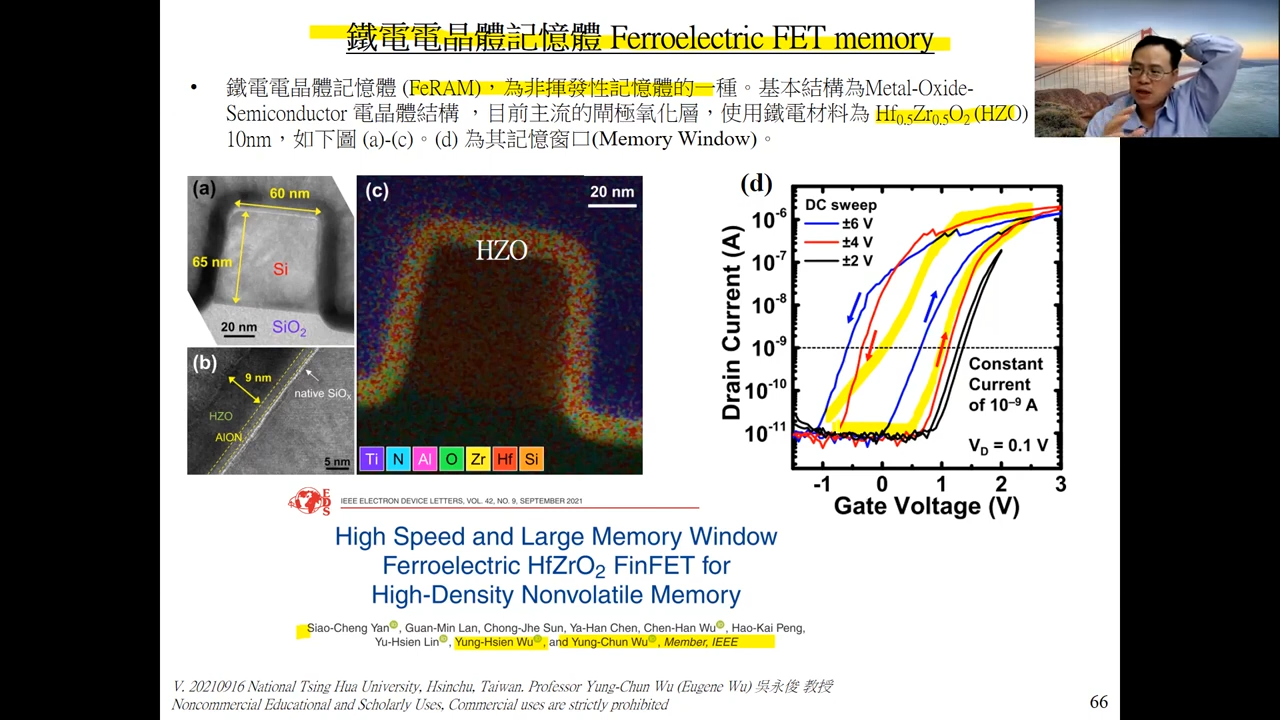 鐵電電晶體記憶體 Ferroelectric FET memory
• 鐵電電晶體記憶體 (FeRAM)，為非揮發性記憶體的一種。基本結構為Metal-Oxide-
Semiconductor 電晶體結構 ，目前主流的閘極氧化層，使用鐵電材料為 Hf0.5Zr0.5O2 (HZO)
10nm，如下圖 (a)-(c)。(d) 為其記憶窗口(Memory Window)。
(a)
60 nm
65 nm
Si
20 nm
SiO2
(b)
9 nm
native SiOx
HZO
AlON
5 nm
(c)
20 nm
HZO
Ti N Al O Zr Hf Si
(d)
DC sweep
±6 V
±4 V
±2 V
Drain Current (A)
10⁻⁶
10⁻⁷
10⁻⁸
10⁻⁹
10⁻¹⁰
10⁻¹¹
Constant
Current
of 10⁻⁹ A
VD = 0.1 V
-1 0 1 2 3
Gate Voltage (V)
EDS
IEEE ELECTRON DEVICE LETTERS, VOL. 42, NO. 9, SEPTEMBER 2021
High Speed and Large Memory Window
Ferroelectric HfZrO2 FinFET for
High-Density Nonvolatile Memory
Siao-Cheng Yan, Guan-Min Lan, Chong-Jhe Sun, Ya-Han Chen, Chen-Han Wu, Hao-Kai Peng,
Yu-Hsien Lin, Yung-Hsien Wu, and Yung-Chun Wu, Member, IEEE
V. 20210916 National Tsing Hua University, Hsinchu, Taiwan. Professor Yung-Chun Wu (Eugene Wu) 吳永俊 教授
Noncommercial Educational and Scholarly Uses, Commercial uses are strictly prohibited
66